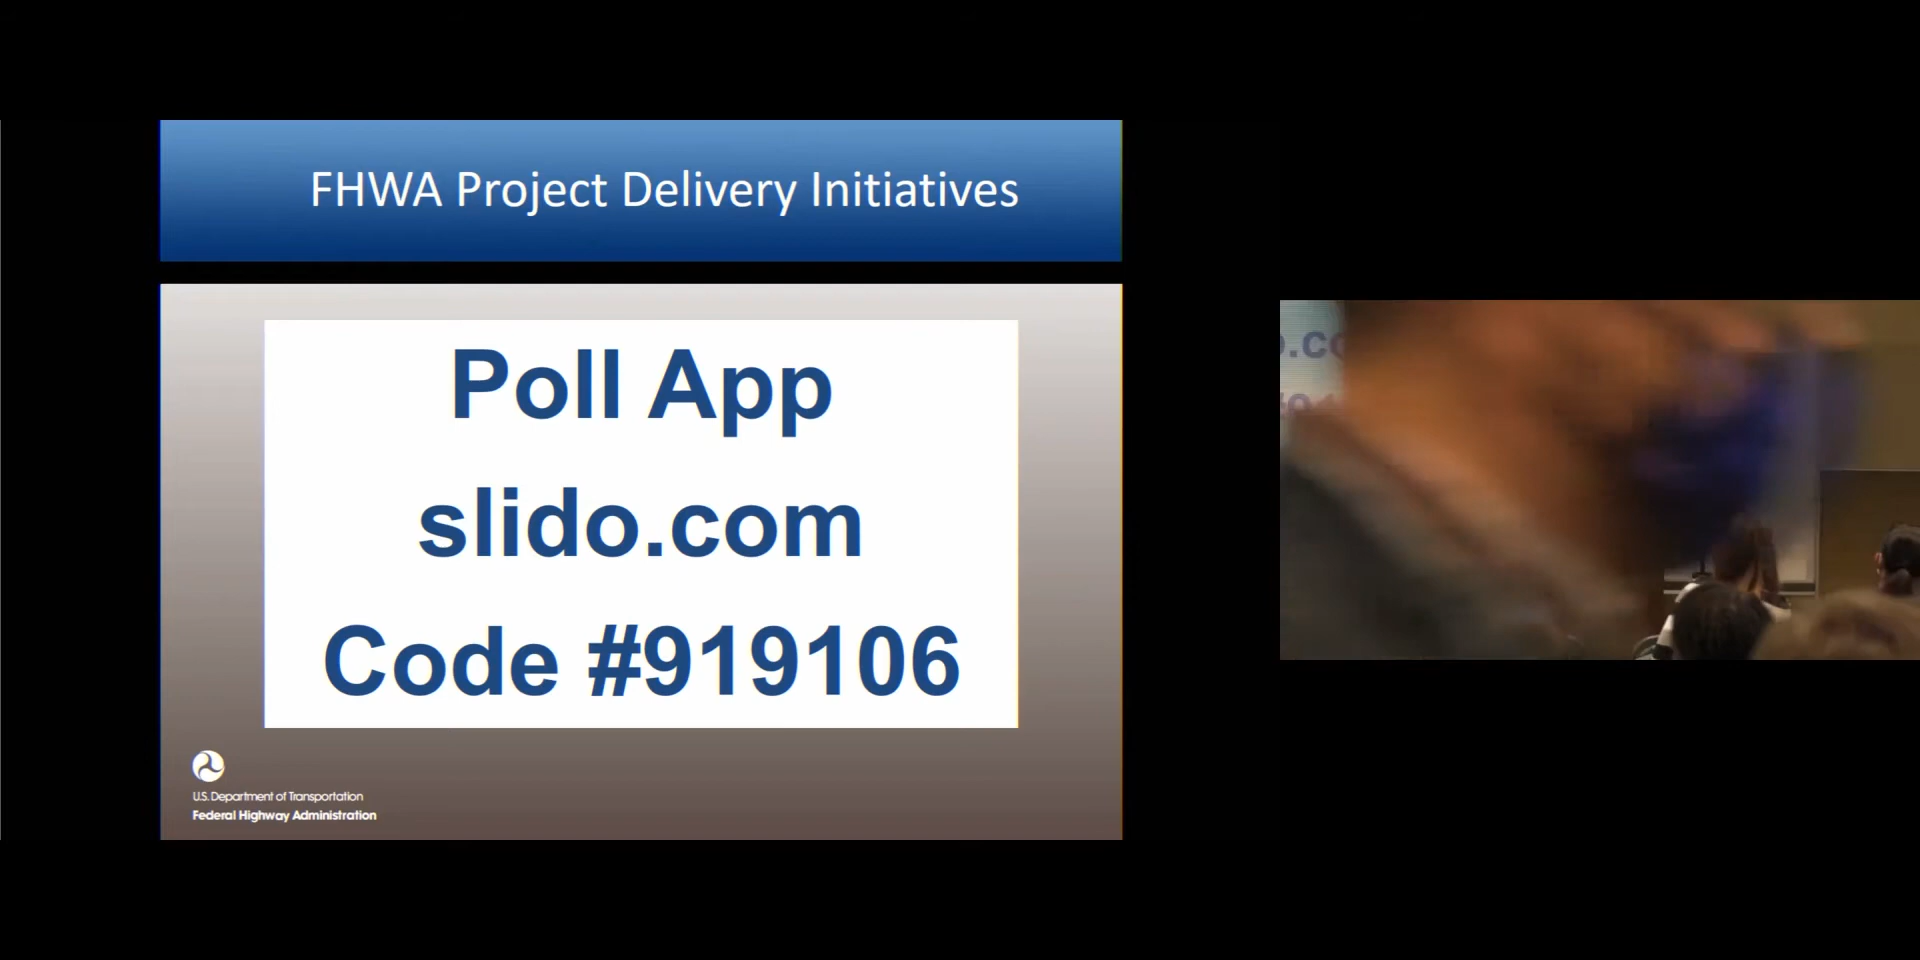 FHWA Project Delivery Initiatives
Poll App
slido.com
Code #919106
U.S. Department of Transportation
Federal Highway Administration